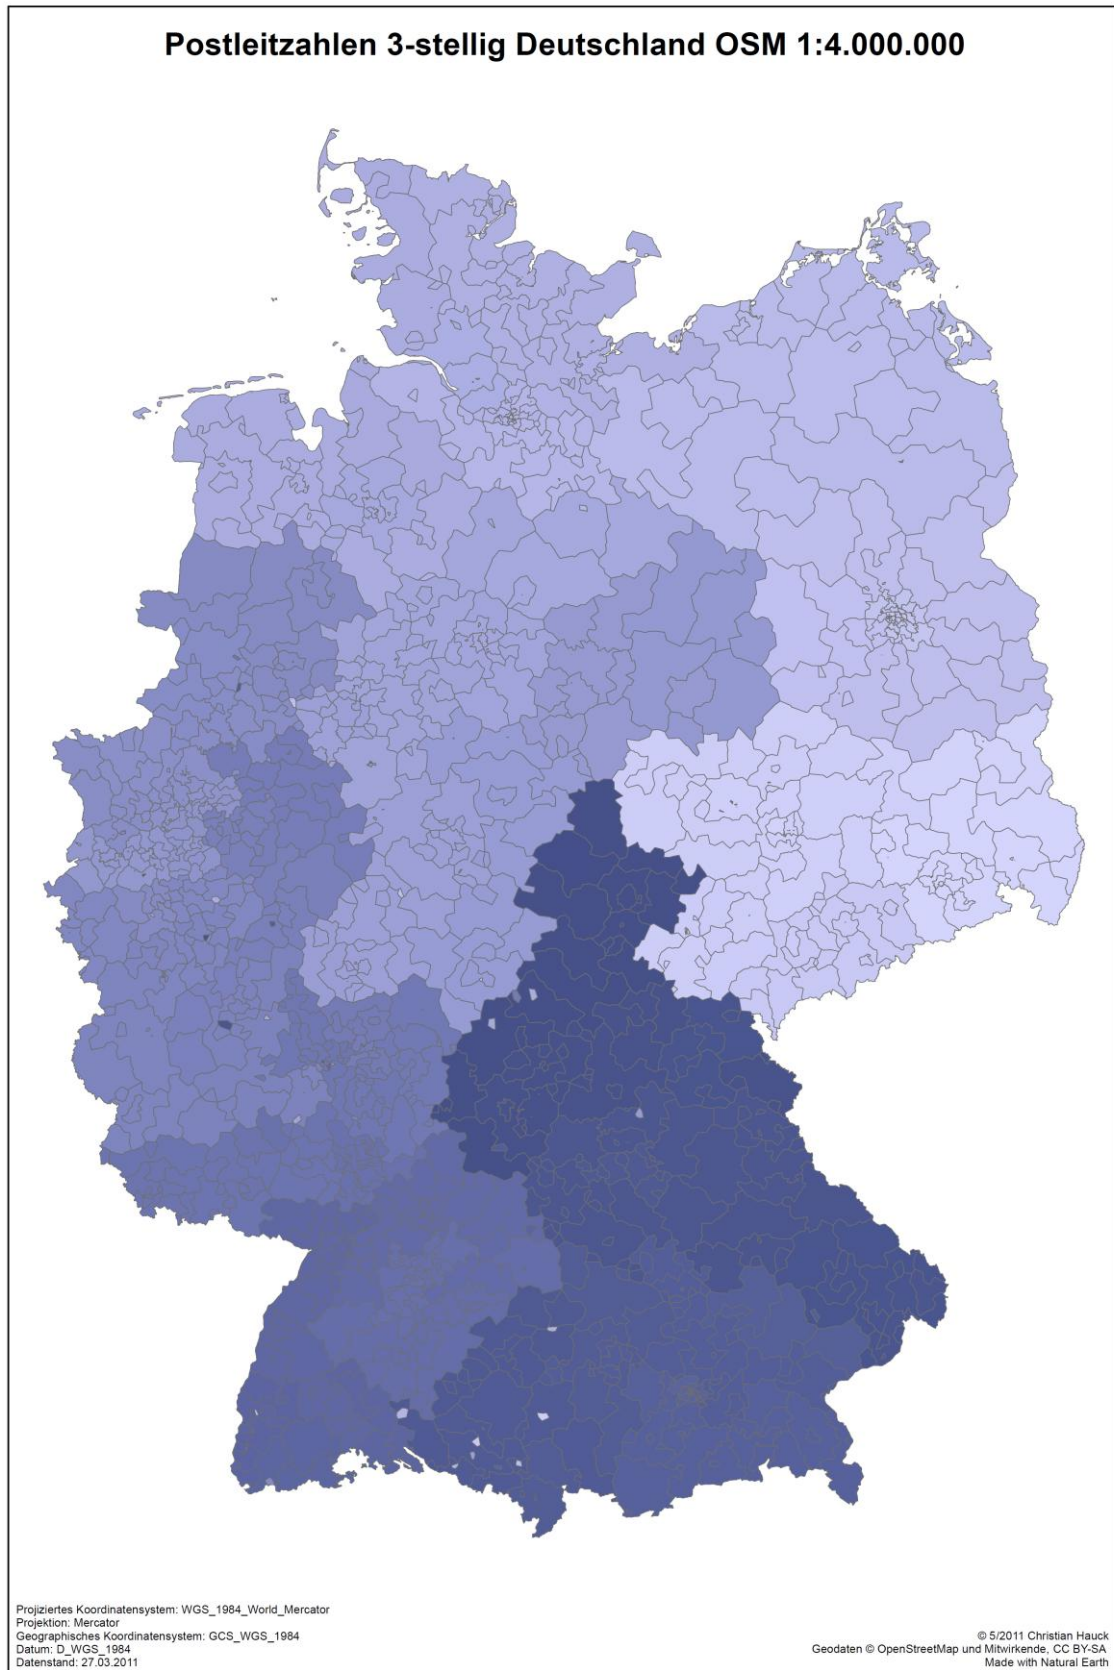 Postleitzahlen 3-stellig Deutschland OSM 1:4.000.000
Projiziertes Koordinatensystem: WGS_1984_World_Mercator
Projektion: Mercator
Geographisches Koordinatensystem: GCS_WGS_1984
Datum: D_WGS_1984
Datenstand: 27.03.2011
© 5/2011 Christian Hauck
Geodaten © OpenStreetMap und Mitwirkende, CC BY-SA
Made with Natural Earth